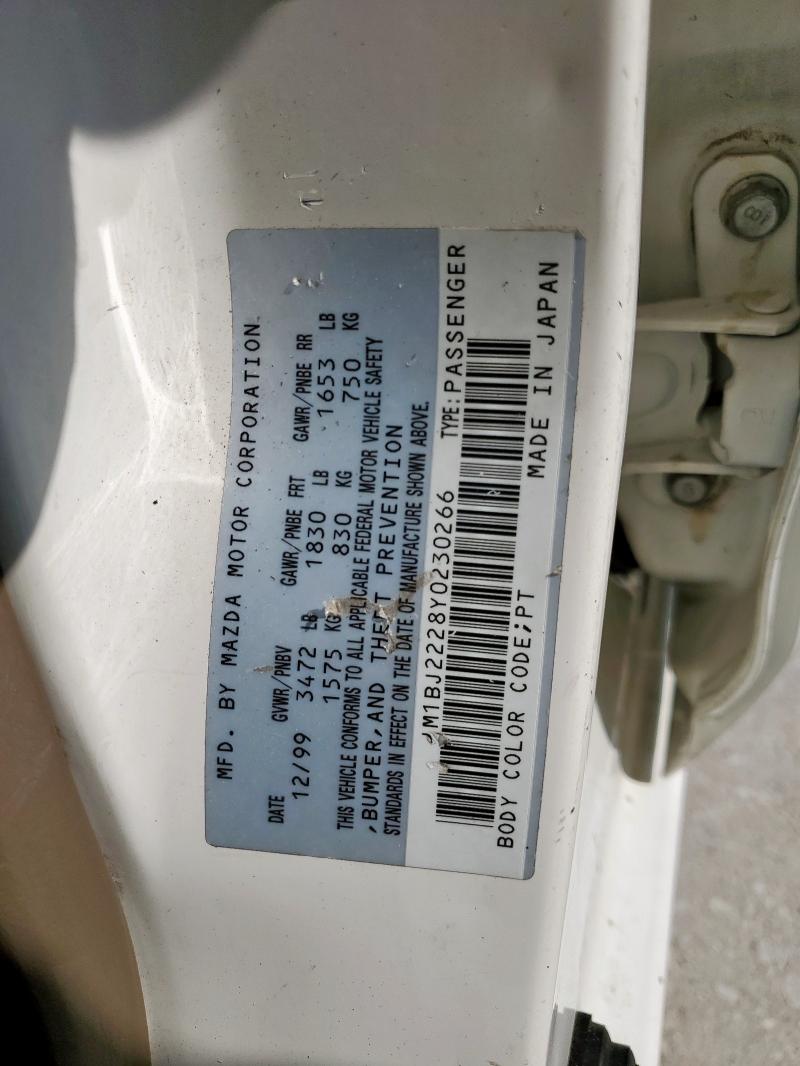 MFD. BY MAZDA MOTOR CORPORATION
DATE GVWR/PNBV GAWR/PNBE FRT GAWR/PNBE RR
12/99 3472 LB 1830 LB 1653 LB
1575 KG 830 KG 750 KG
THIS VEHICLE CONFORMS TO ALL APPLICABLE FEDERAL MOTOR VEHICLE SAFETY
,BUMPER,AND THEFT PREVENTION
STANDARDS IN EFFECT ON THE DATE OF MANUFACTURE SHOWN ABOVE.
JM1BJ2228Y0230266 TYPE:PASSENGER
BODY COLOR CODE;PT MADE IN JAPAN